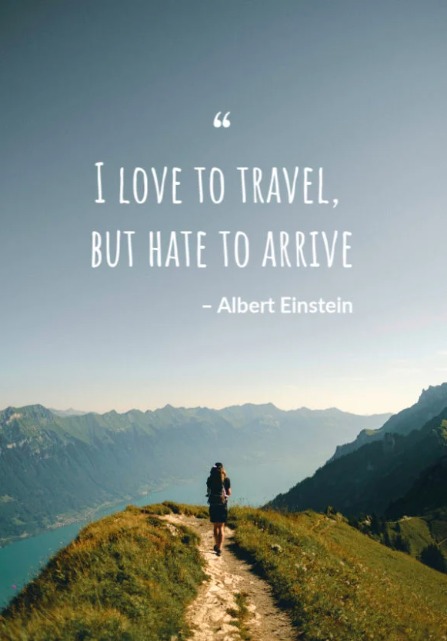 “
I LOVE TO TRAVEL,
BUT HATE TO ARRIVE
– Albert Einstein